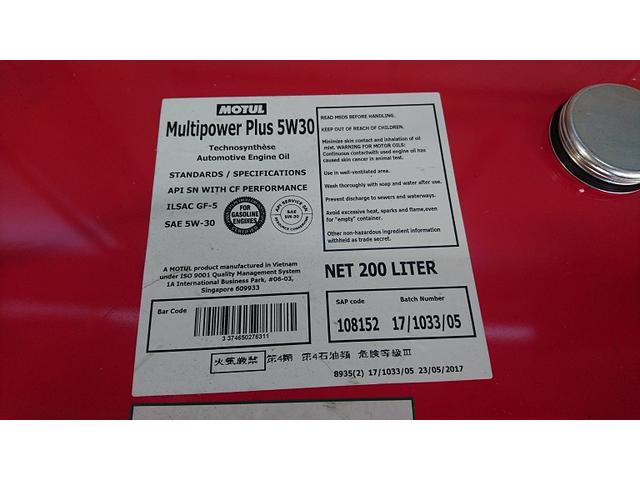 MOTUL
Multipower Plus 5W30
Technosynthèse
Automotive Engine Oil
STANDARDS / SPECIFICATIONS
API SN WITH CF PERFORMANCE
ILSAC GF-5
SAE 5W-30
FOR
GASOLINE
ENGINES
API SERVICE SN
SAE
5W-30
A MOTUL product manufactured in Vietnam
under ISO 9001 Quality Management System
1A International Business Park, #06-03,
Singapore 609933
Bar Code
3 374650276311
READ MSDS BEFORE HANDLING.
KEEP OUT OF REACH OF CHILDREN.
Minimize skin contact and inhalation of oil
mist. WARNING FOR MOTOR OILS:
Continuous contactwith used engine oil has
caused skin cancer in animal test.
Use in well-ventilated area.
Wash thoroughly with soap and water after use.
Prevent discharge to sewers and waterways.
Avoid excessive heat, sparks and flame,even
for "empty" container.
Other non-hazardous ingredient information
withheld as trade secret.
NET 200 LITER
SAP code
Batch Number
108152
17/1033/05
火気厳禁 第4類 第4石油類 危険等級Ⅲ
8935(2) 17/1033/05 23/05/2017